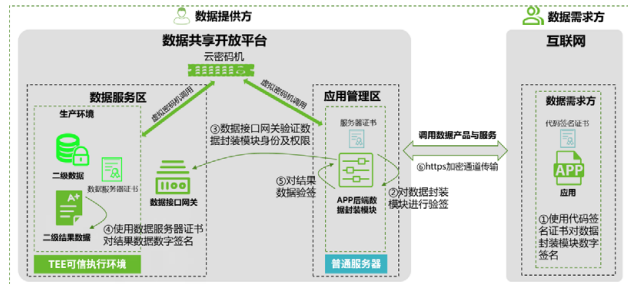 数据提供方
数据需求方
数据共享开放平台
互联网
云密码机
虚拟密码机调用
虚拟密码机调用
数据服务区
应用管理区
生产环境
二级数据
数据服务器证书
二级结果数据
数据接口网关
③数据接口网关验证数
据封装模块身份及权限
④使用数据服务器证书
对结果数据数字签名
TEE可信执行环境
服务器证书
⑤对结果
数据验签
APP后端数
据封装模块
②对数据封装
模块进行验签
普通服务器
调用数据产品与服务
⑥https加密通道传输
数据需求方
代码签名证书
APP
应用
①使用代码签
名证书对数据
封装模块数字
签名
A+